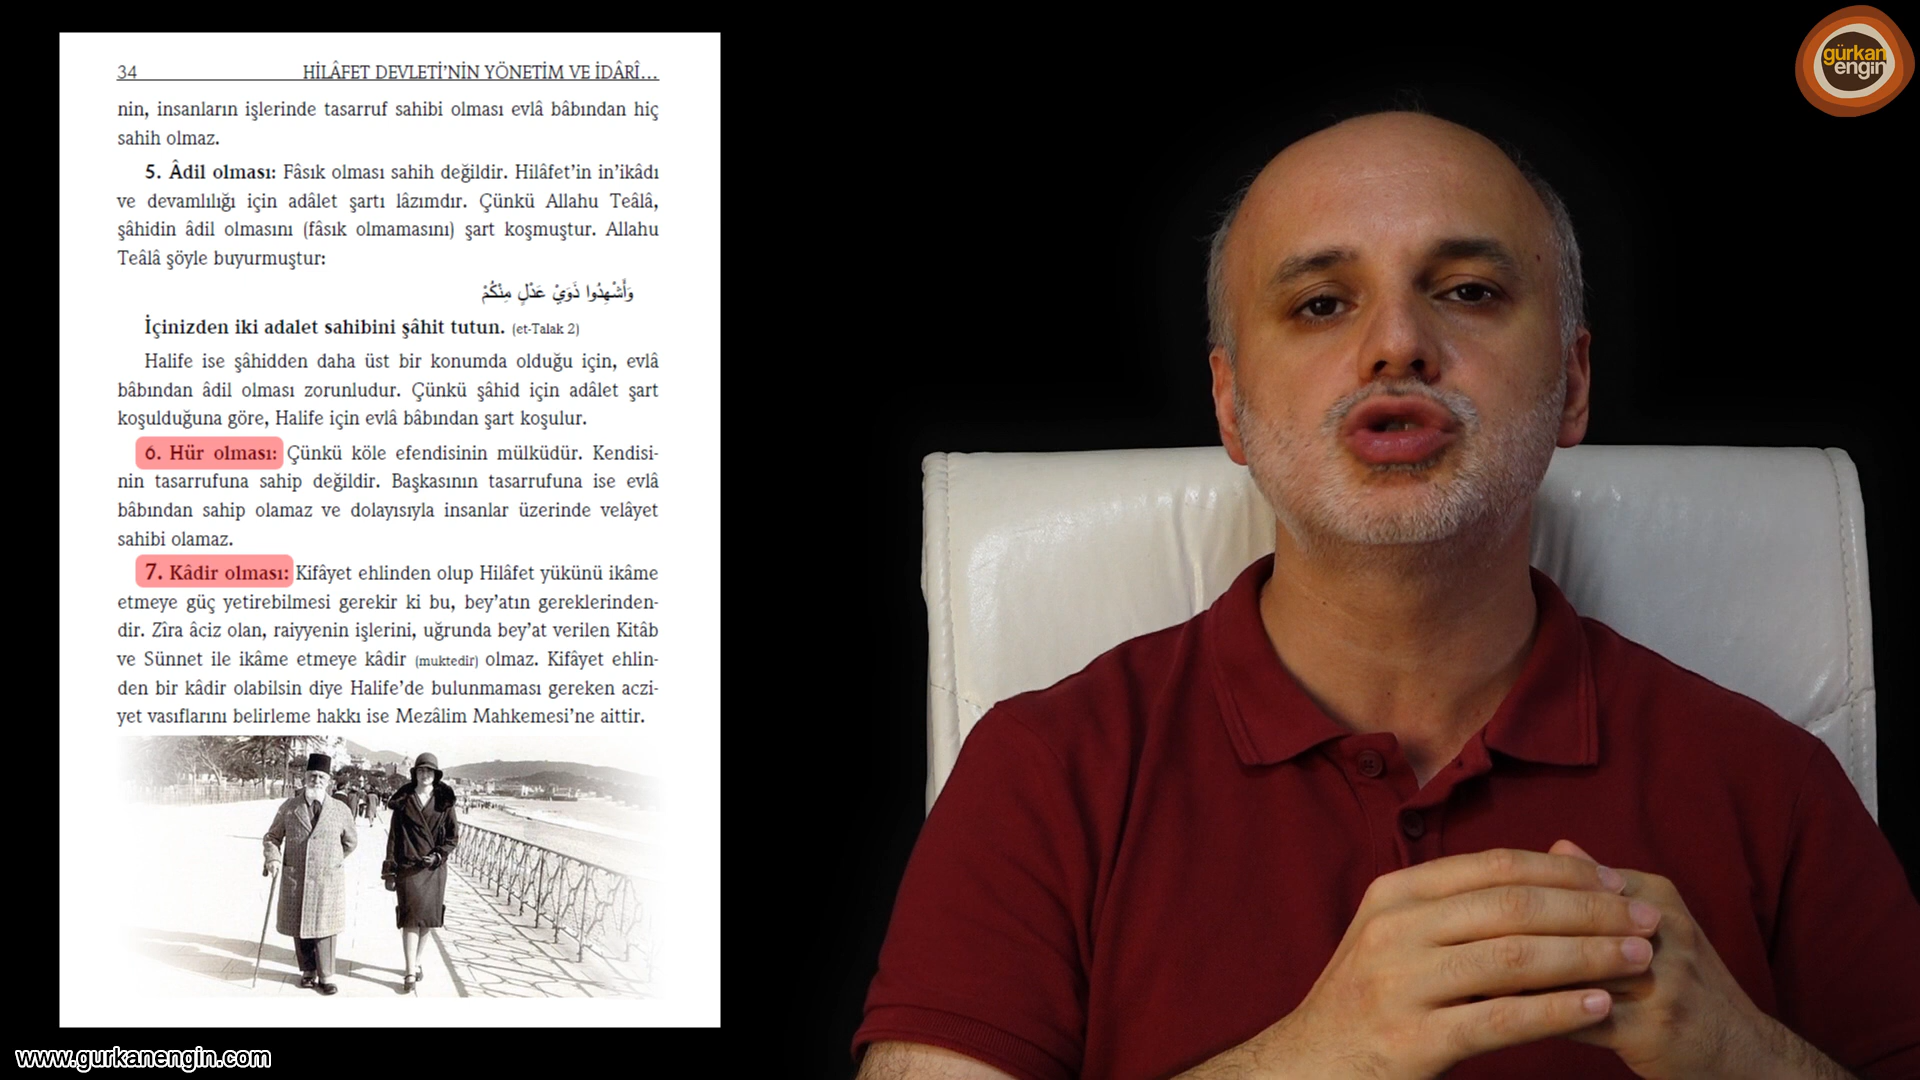 34 HİLÂFET DEVLETİ’NİN YÖNETİM VE İDÂRÎ...
nin, insanların işlerinde tasarruf sahibi olması evlâ bâbından hiç
sahih olmaz.
5. Âdil olması: Fâsık olması sahih değildir. Hilâfet’in in’ikâdı
ve devamlılığı için adâlet şartı lâzımdır. Çünkü Allahu Teâlâ,
şâhidin âdil olmasını (fâsık olmamasını) şart koşmuştur. Allahu
Teâlâ şöyle buyurmuştur:
وَأَشْهِدُوا ذَوَيْ عَدْلٍ مِنْكُمْ
İçinizden iki adalet sahibini şâhit tutun. (et-Talak 2)
Halife ise şâhidden daha üst bir konumda olduğu için, evlâ
bâbından âdil olması zorunludur. Çünkü şâhid için adâlet şart
koşulduğuna göre, Halife için evlâ bâbından şart koşulur.
6. Hür olması: Çünkü köle efendisinin mülküdür. Kendisi-
nin tasarrufuna sahip değildir. Başkasının tasarrufuna ise evlâ
bâbından sahip olamaz ve dolayısıyla insanlar üzerinde velâyet
sahibi olamaz.
7. Kâdir olması: Kifâyet ehlinden olup Hilâfet yükünü ikâme
etmeye güç yetirebilmesi gerekir ki bu, bey’atın gereklerinden-
dir. Zîra âciz olan, raiyyenin işlerini, uğrunda bey’at verilen Kitâb
ve Sünnet ile ikâme etmeye kâdir (muktedir) olmaz. Kifâyet ehlin-
den bir kâdir olabilsin diye Halife’de bulunmaması gereken aczi-
yet vasıflarını belirleme hakkı ise Mezâlim Mahkemesi’ne aittir.
gürkan
engin
www.gurkanengin.com